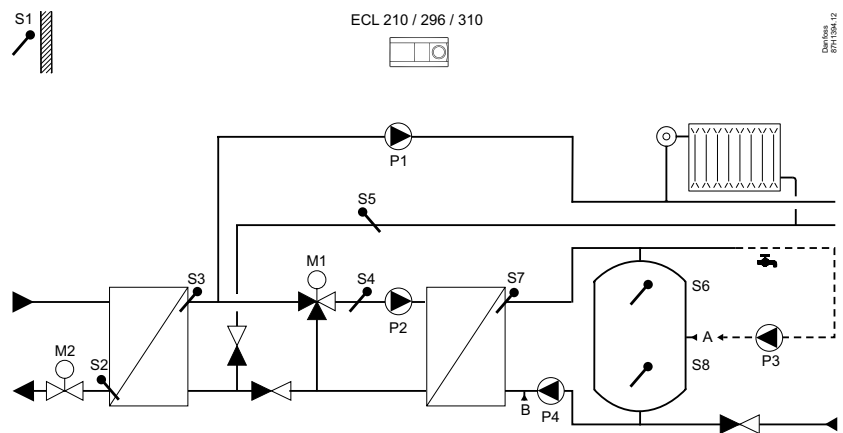 S1
ECL 210 / 296 / 310
Danfoss
87H1394.12
P1
S5
S3
M1
S4
S7
S6
P2
A
P3
M2
S2
S8
B
P4